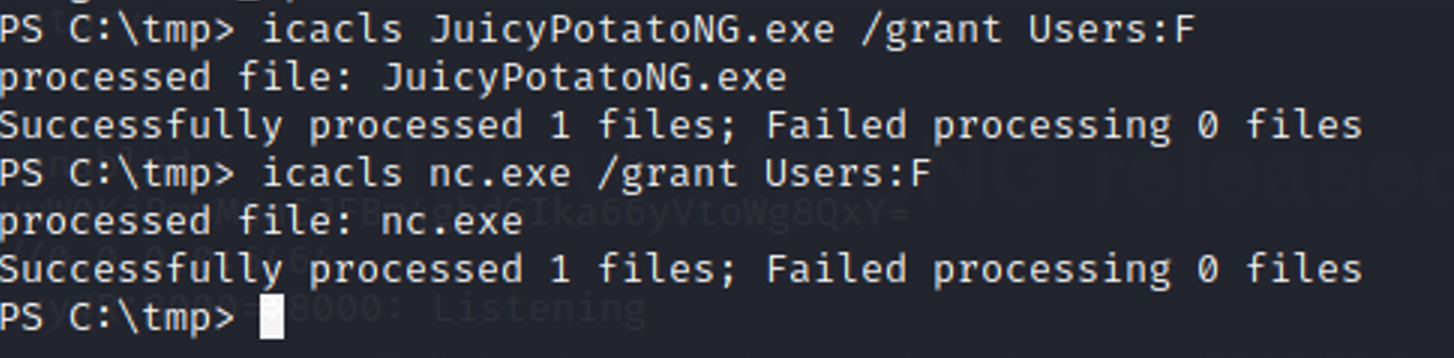 PS C:\tmp> icacls JuicyPotatoNG.exe /grant Users:F
processed file: JuicyPotatoNG.exe
Successfully processed 1 files; Failed processing 0 files
PS C:\tmp> icacls nc.exe /grant Users:F
processed file: nc.exe
Successfully processed 1 files; Failed processing 0 files
PS C:\tmp>
8000: Listening